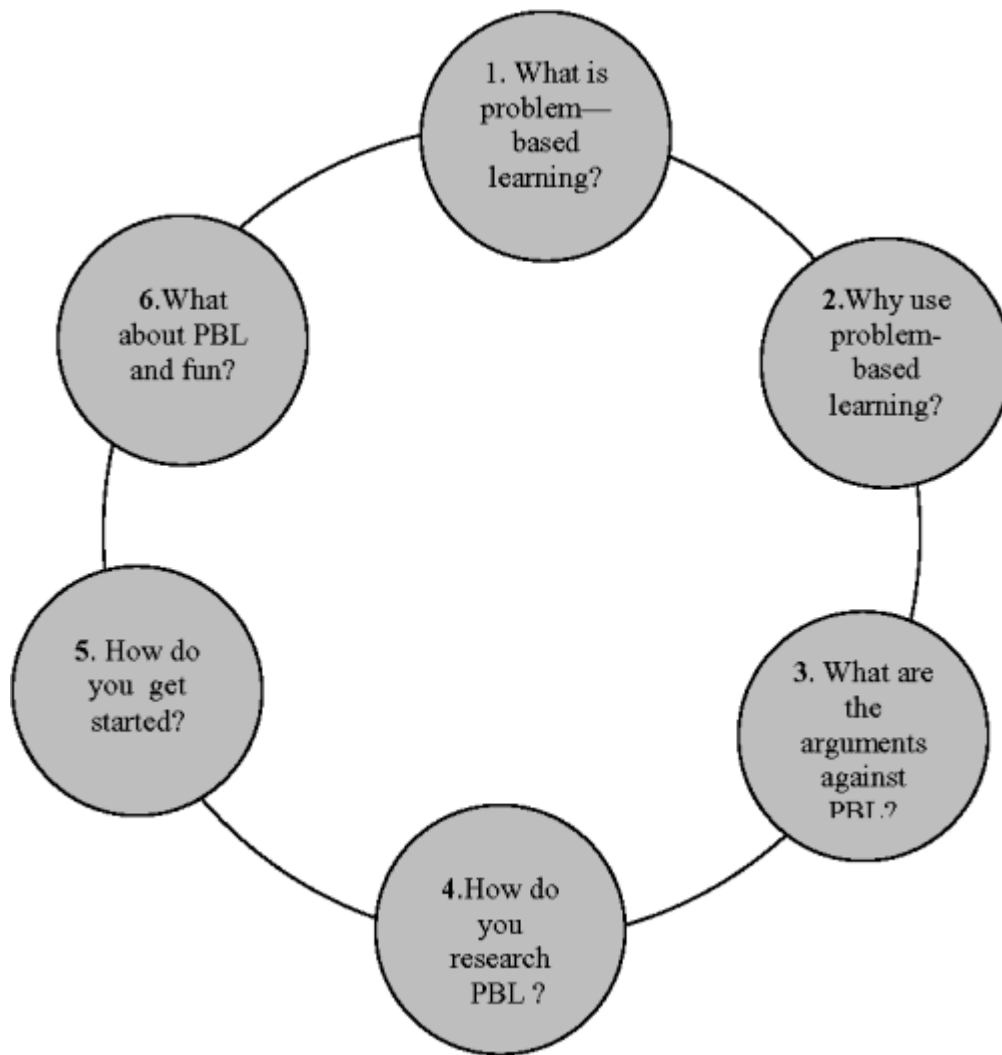 1. What is
problem—
based
learning?
2.Why use
problem-
based
learning?
3. What are
the
arguments
against
PBL?
4.How do
you
research
PBL ?
5. How do
you get
started?
6.What
about PBL
and fun?